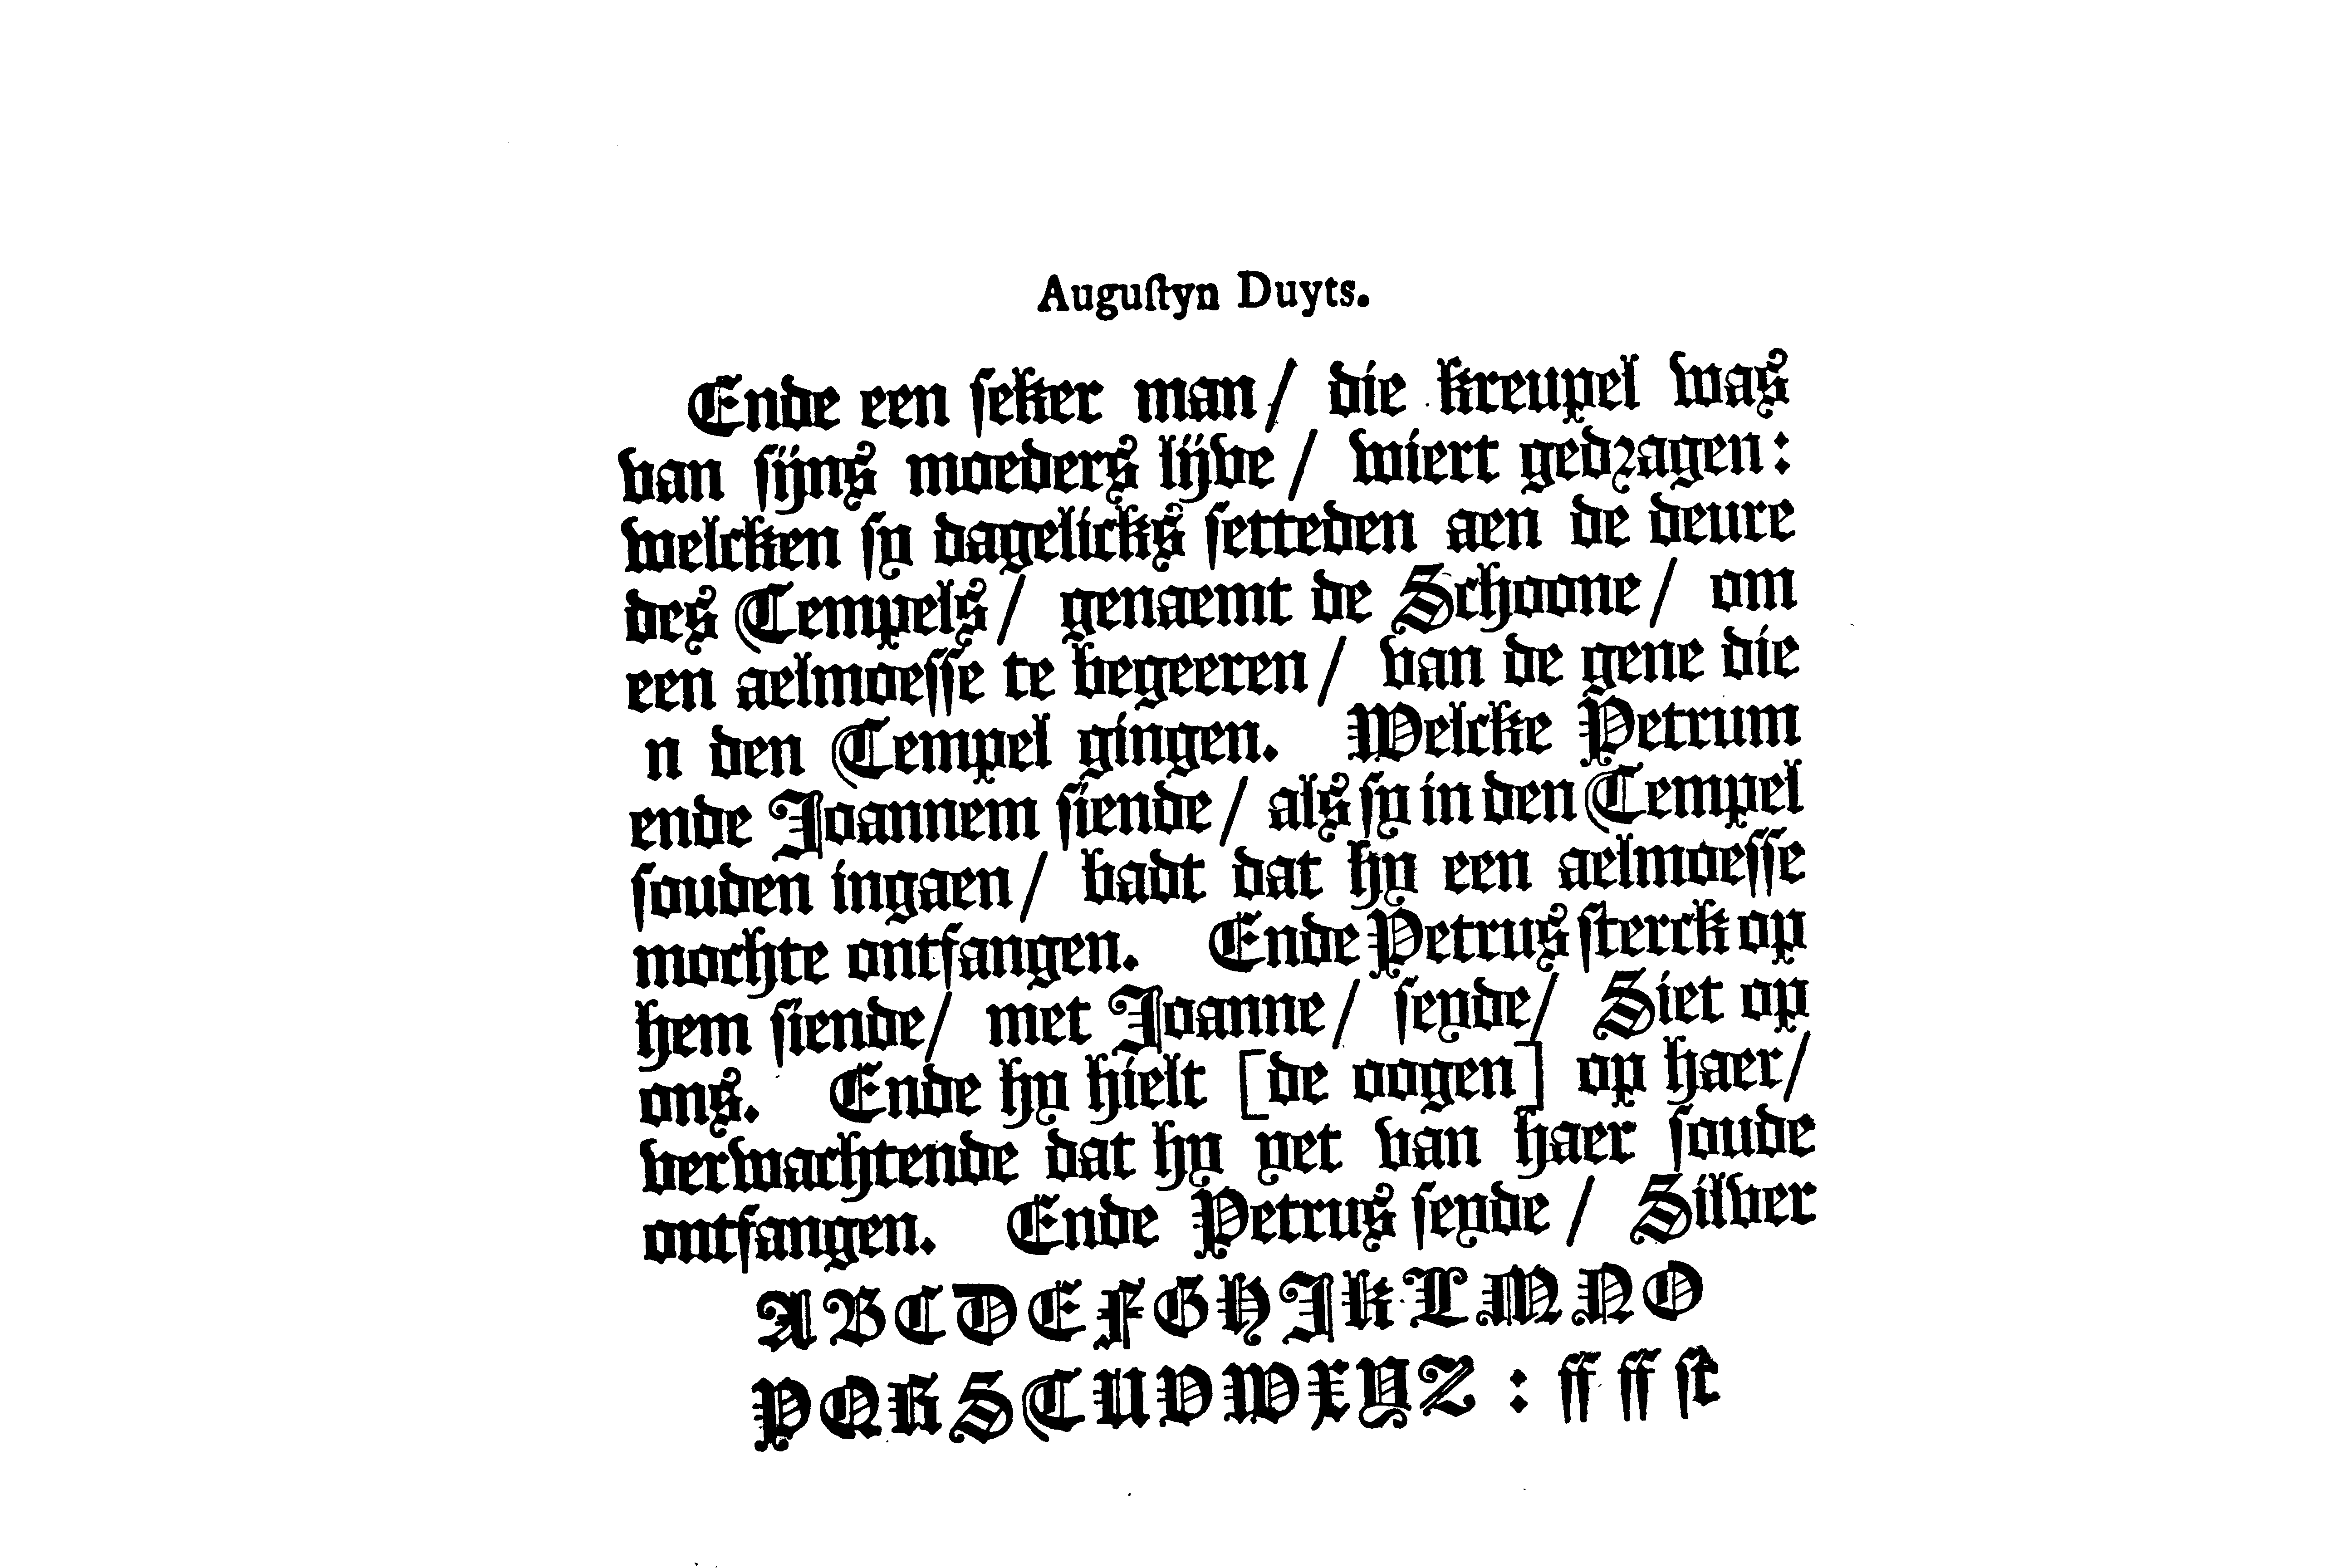 Auguſtyn Duyts.
Ende een ſeker man/ die kreupel was
van ſijns moeders lijve/ wiert gedꝛagen:
welcken ſy dagelicks ſetteden aen de deure
des Tempels/ genaemt de Schoone/ om
een aelmoeſſe te begeeren/ van de gene die
n den Tempel gingen. Welcke Petrum
ende Joannem ſiende/ als ſy in den Tempel
ſouden ingaen/ badt dat hy een aelmoeſſe
mochte ontfangen. Ende Petrus ſterck op
hem ſiende/ met Joanne/ ſeyde/ Siet op
ons. Ende hy hielt [de oogen] op haer/
verwachtende dat hy yet van haer ſoude
ontfangen. Ende Petrus ſeyde/ Silver
A B C D E F G H J K L M N O
P Q R S T U V W X Y Z : ff ſſ ſt